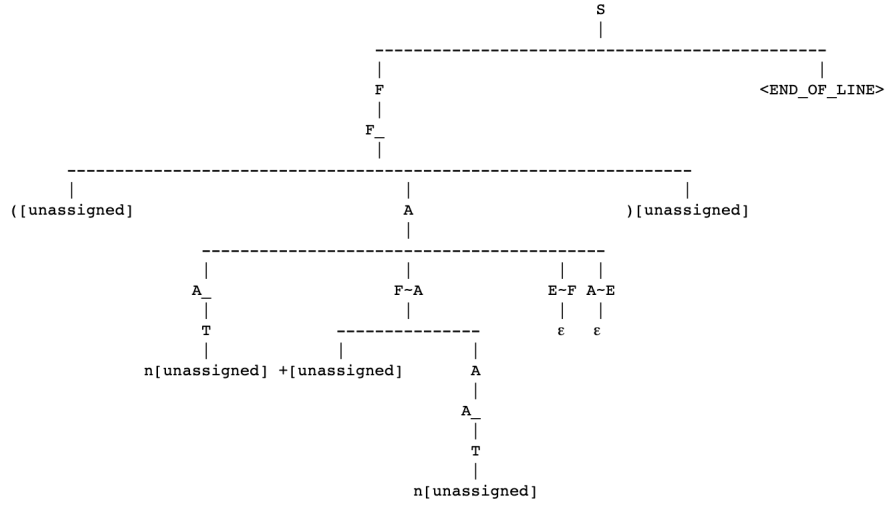 S
F <END_OF_LINE>
F_
([unassigned] A )[unassigned]
A_ F~A E~F A~E
T ε ε
n[unassigned] +[unassigned] A
A_
T
n[unassigned]